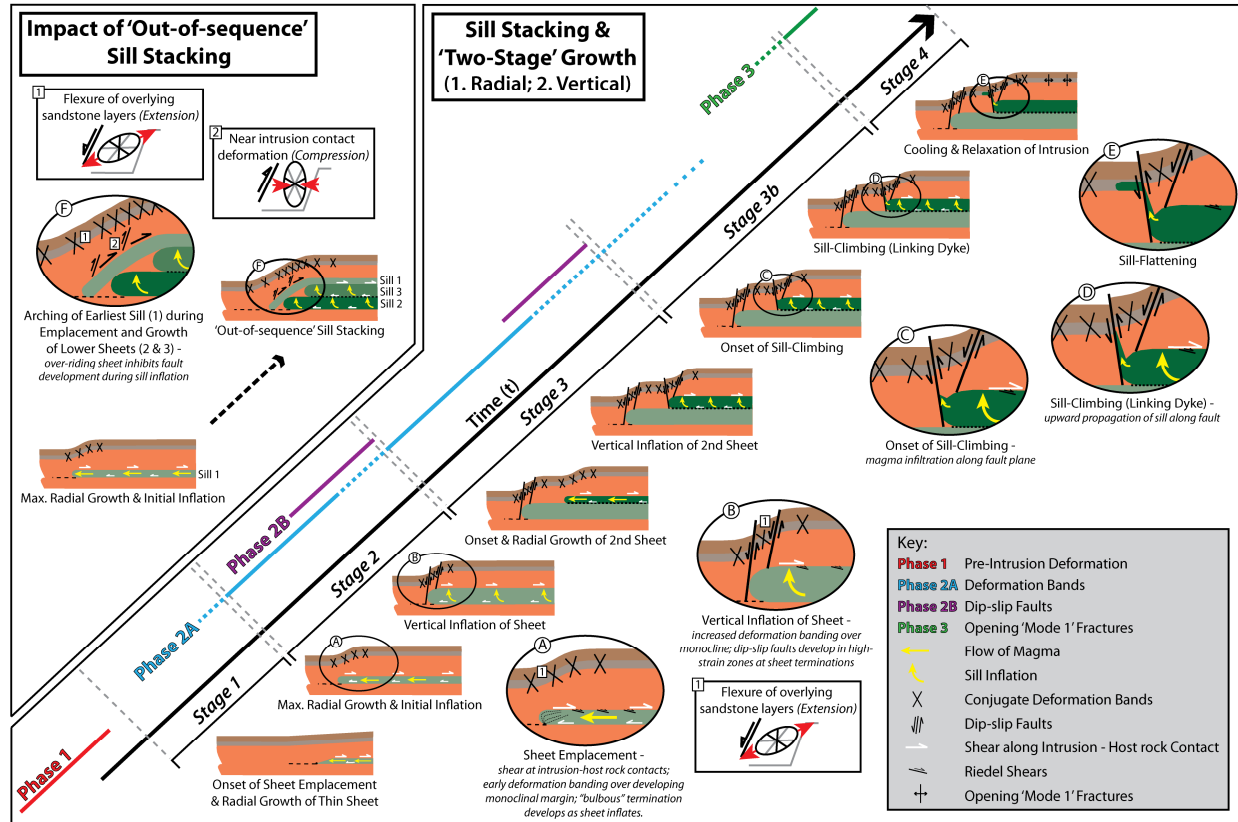 Impact of 'Out-of-sequence'
Sill Stacking
1
Flexure of overlying
sandstone layers (Extension)
2
Near intrusion contact
deformation (Compression)
F
1
2
Arching of Earliest Sill (1) during
Emplacement and Growth
of Lower Sheets (2 & 3) -
over-riding sheet inhibits fault
development during sill inflation
F
Sill 1
Sill 3
Sill 2
'Out-of-sequence' Sill Stacking
Sill 1
Max. Radial Growth & Initial Inflation
Sill Stacking &
'Two-Stage' Growth
(1. Radial; 2. Vertical)
Phase 1
Phase 2A
Phase 2B
Phase 3
Time (t)
Stage 1
Stage 2
Stage 3
Stage 3b
Stage 4
E
Cooling & Relaxation of Intrusion
D
Sill-Climbing (Linking Dyke)
C
Onset of Sill-Climbing
Vertical Inflation of 2nd Sheet
Onset & Radial Growth of 2nd Sheet
B
Vertical Inflation of Sheet
A
Max. Radial Growth & Initial Inflation
Onset of Sheet Emplacement
& Radial Growth of Thin Sheet
E
Sill-Flattening
D
Sill-Climbing (Linking Dyke) -
upward propagation of sill along fault
C
Onset of Sill-Climbing -
magma infiltration along fault plane
B
1
Vertical Inflation of Sheet -
increased deformation banding over
monocline; dip-slip faults develop in high-
strain zones at sheet terminations
A
1
Sheet Emplacement -
shear at intrusion-host rock contacts;
early deformation banding over developing
monoclinal margin; "bulbous" termination
develops as sheet inflates.
1
Flexure of overlying
sandstone layers (Extension)
Key:
Phase 1 Pre-Intrusion Deformation
Phase 2A Deformation Bands
Phase 2B Dip-slip Faults
Phase 3 Opening 'Mode 1' Fractures
Flow of Magma
Sill Inflation
Conjugate Deformation Bands
Dip-slip Faults
Shear along Intrusion - Host rock Contact
Riedel Shears
Opening 'Mode 1' Fractures